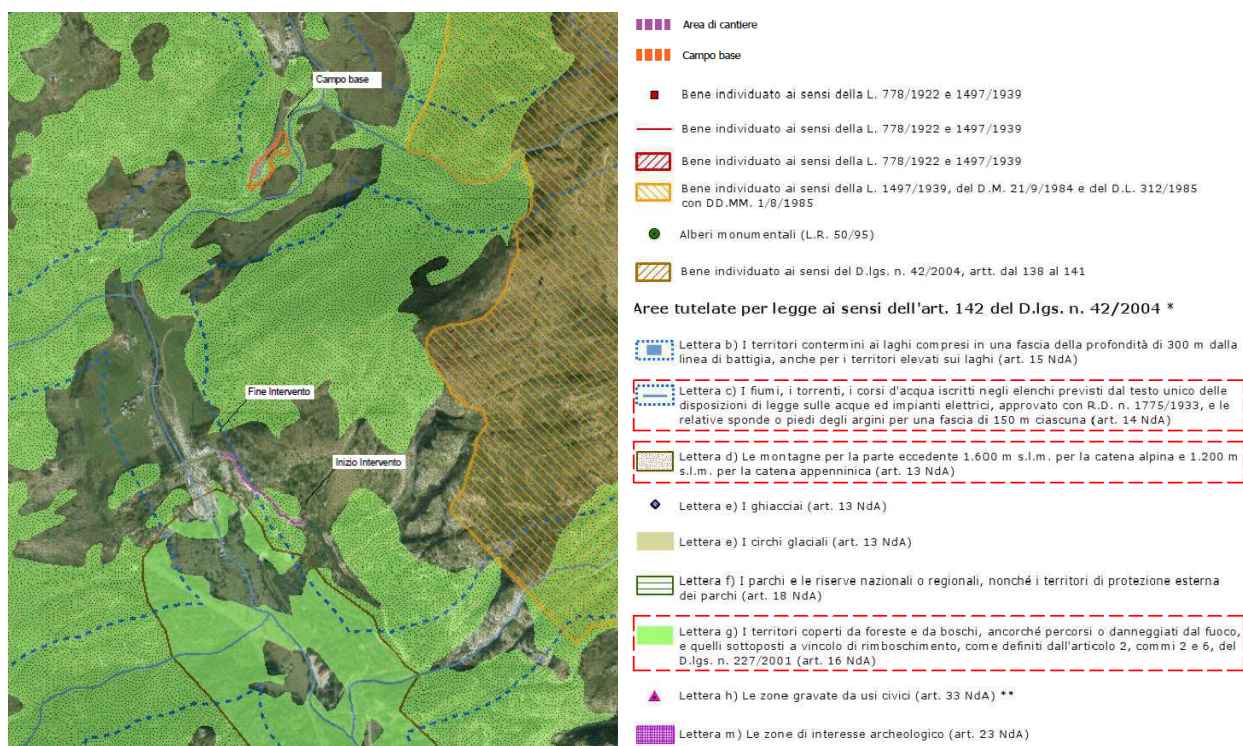 Campo base
Fine Intervento
Inizio Intervento
Area di cantiere
Campo base
Bene individuato ai sensi della L. 778/1922 e 1497/1939
Bene individuato ai sensi della L. 778/1922 e 1497/1939
Bene individuato ai sensi della L. 778/1922 e 1497/1939
Bene individuato ai sensi della L. 1497/1939, del D.M. 21/9/1984 e del D.L. 312/1985
con DD.MM. 1/8/1985
Alberi monumentali (L.R. 50/95)
Bene individuato ai sensi del D.lgs. n. 42/2004, artt. dal 138 al 141
Aree tutelate per legge ai sensi dell'art. 142 del D.lgs. n. 42/2004 *
Lettera b) I territori contermini ai laghi compresi in una fascia della profondità di 300 m dalla
linea di battigia, anche per i territori elevati sui laghi (art. 15 NdA)
Lettera c) I fiumi, i torrenti, i corsi d'acqua iscritti negli elenchi previsti dal testo unico delle
disposizioni di legge sulle acque ed impianti elettrici, approvato con R.D. n. 1775/1933, e le
relative sponde o piedi degli argini per una fascia di 150 m ciascuna (art. 14 NdA)
Lettera d) Le montagne per la parte eccedente 1.600 m s.l.m. per la catena alpina e 1.200 m
s.l.m. per la catena appenninica (art. 13 NdA)
Lettera e) I ghiacciai (art. 13 NdA)
Lettera e) I circhi glaciali (art. 13 NdA)
Lettera f) I parchi e le riserve nazionali o regionali, nonché i territori di protezione esterna
dei parchi (art. 18 NdA)
Lettera g) I territori coperti da foreste e da boschi, ancorché percorsi o danneggiati dal fuoco,
e quelli sottoposti a vincolo di rimboschimento, come definiti dall'articolo 2, commi 2 e 6, del
D.lgs. n. 227/2001 (art. 16 NdA)
Lettera h) Le zone gravate da usi civici (art. 33 NdA) **
Lettera m) Le zone di interesse archeologico (art. 23 NdA)